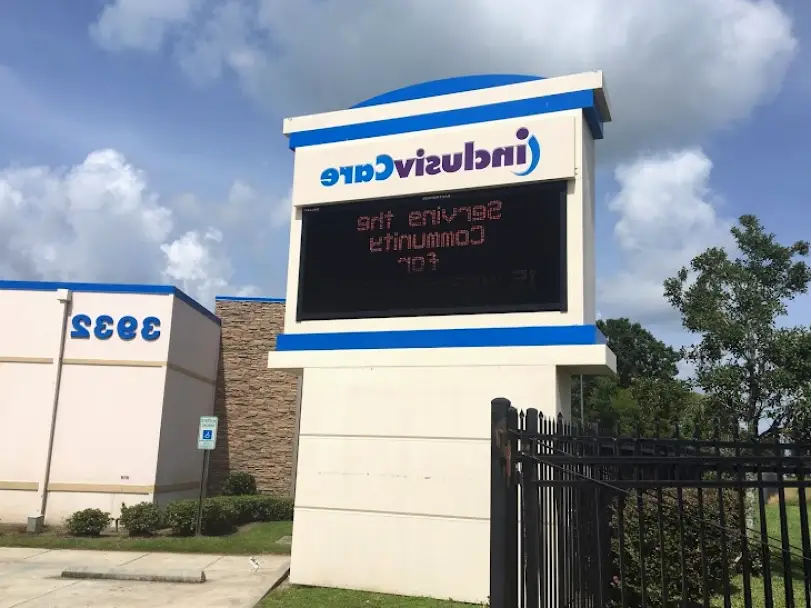 inclusivCare
Serving the
Community
for
3932